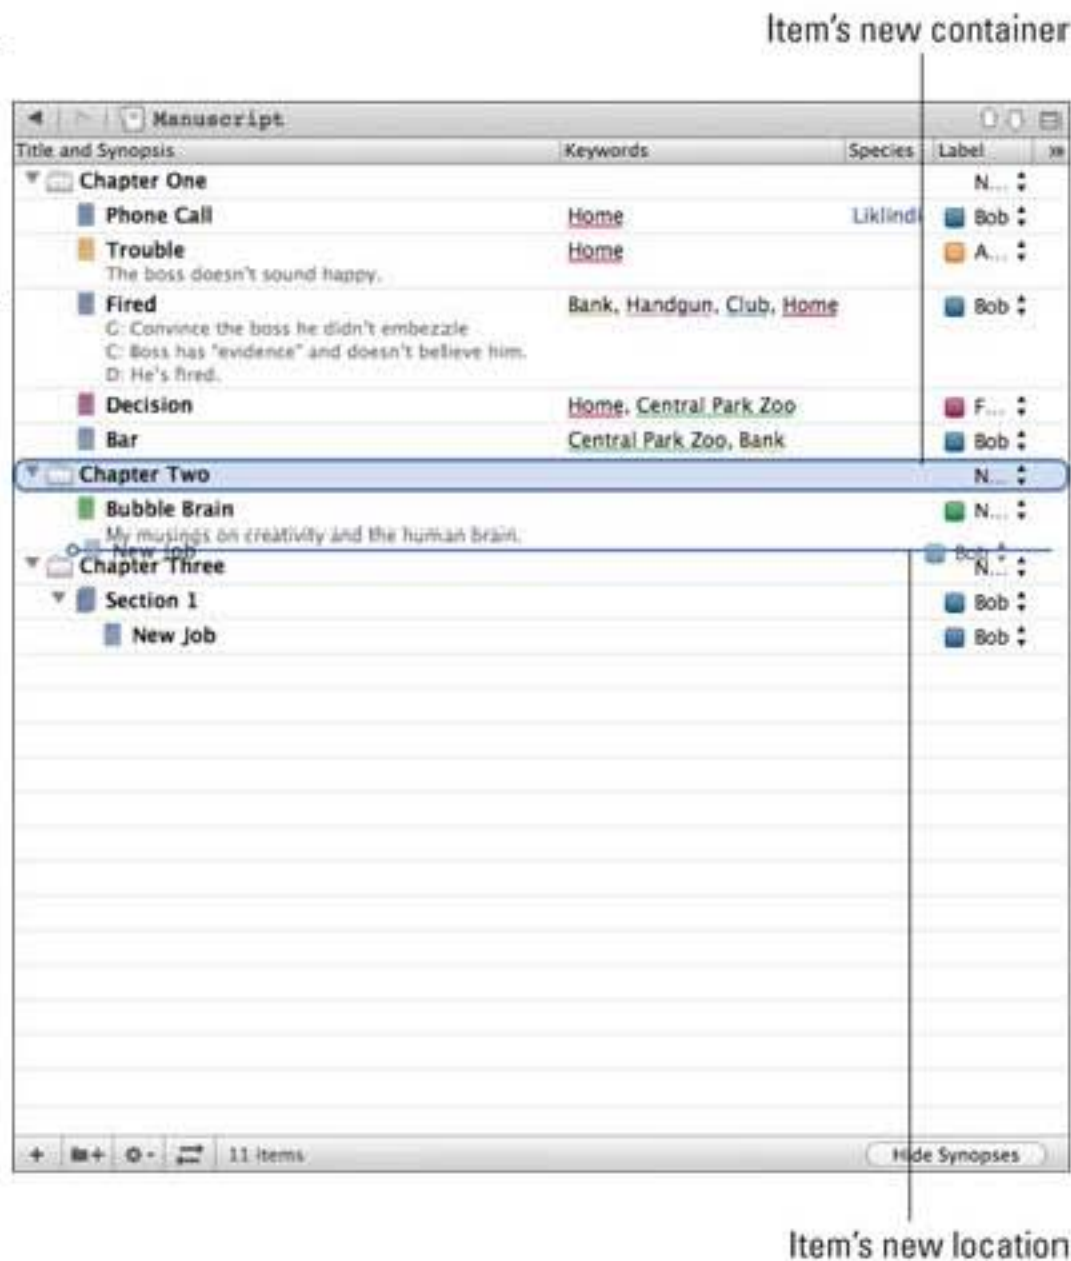 Item's new container
Manuscript
Title and Synopsis Keywords Species Label
Chapter One N...
Phone Call Home Liklindi Bob
Trouble Home A...
The boss doesn't sound happy.
Fired Bank, Handgun, Club, Home Bob
G: Convince the boss he didn't embezzle
C: Boss has "evidence" and doesn't believe him.
D: He's fired.
Decision Home, Central Park Zoo F...
Bar Central Park Zoo, Bank Bob
Chapter Two N...
Bubble Brain N...
My musings on creativity and the human brain.
New Job Bob
Chapter Three N...
Section 1 Bob
New Job Bob
11 items Hide Synopses
Item's new location